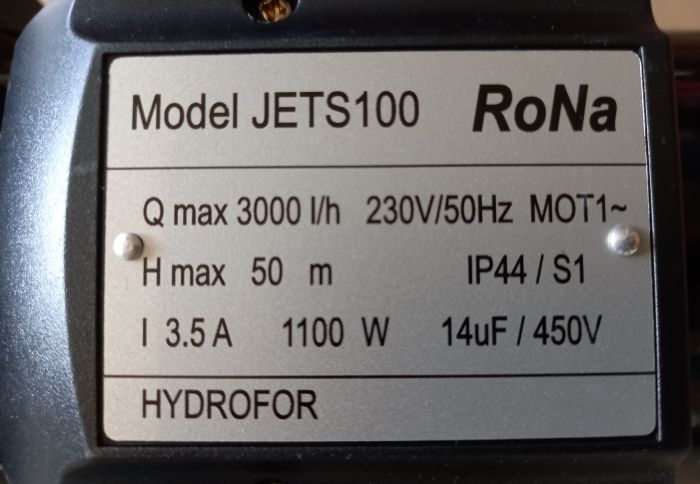 Model JETS100 RoNa
Q max 3000 l/h 230V/50Hz MOT1~
H max 50 m IP44 / S1
I 3.5 A 1100 W 14uF / 450V
HYDROFOR